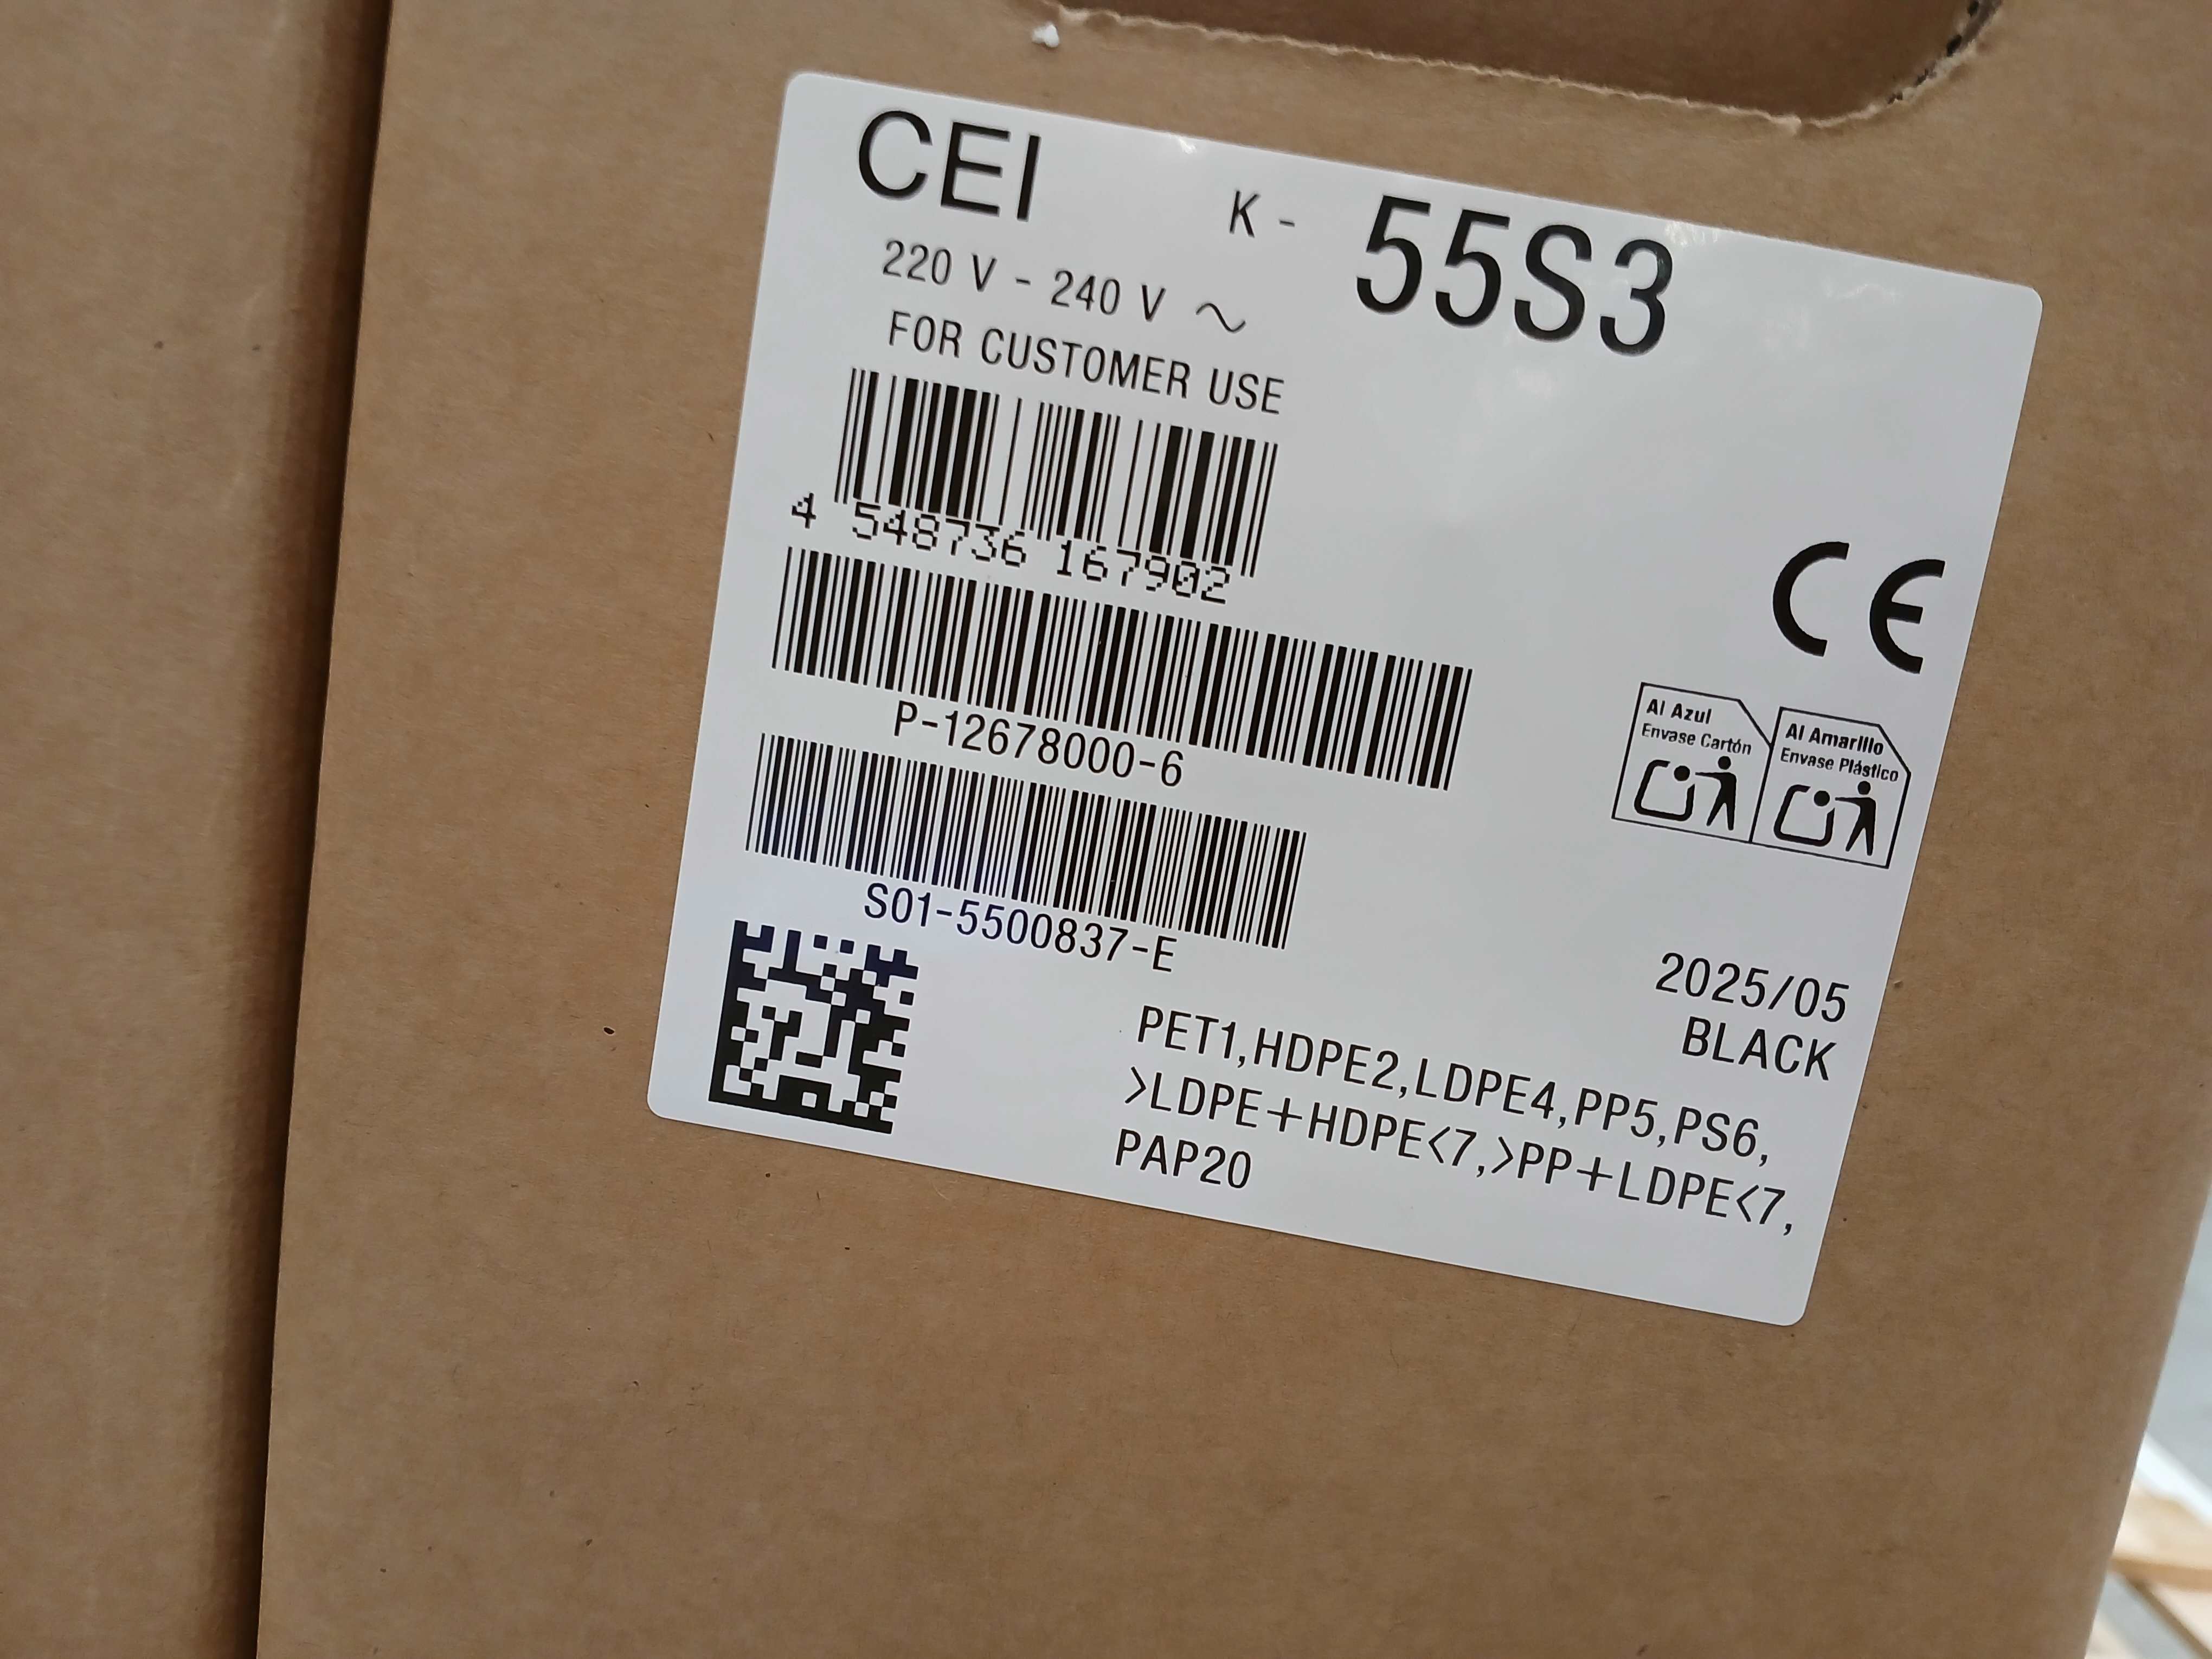 CEI K - 55S3
220 V - 240 V ~
FOR CUSTOMER USE
4 548736 167902
P-12678000-6
S01-5500837-E
CE
Al Azul
Envase Cartón
Al Amarillo
Envase Plástico
2025/05
BLACK
PET1,HDPE2,LDPE4,PP5,PS6,
>LDPE+HDPE<7,>PP+LDPE<7,
PAP20